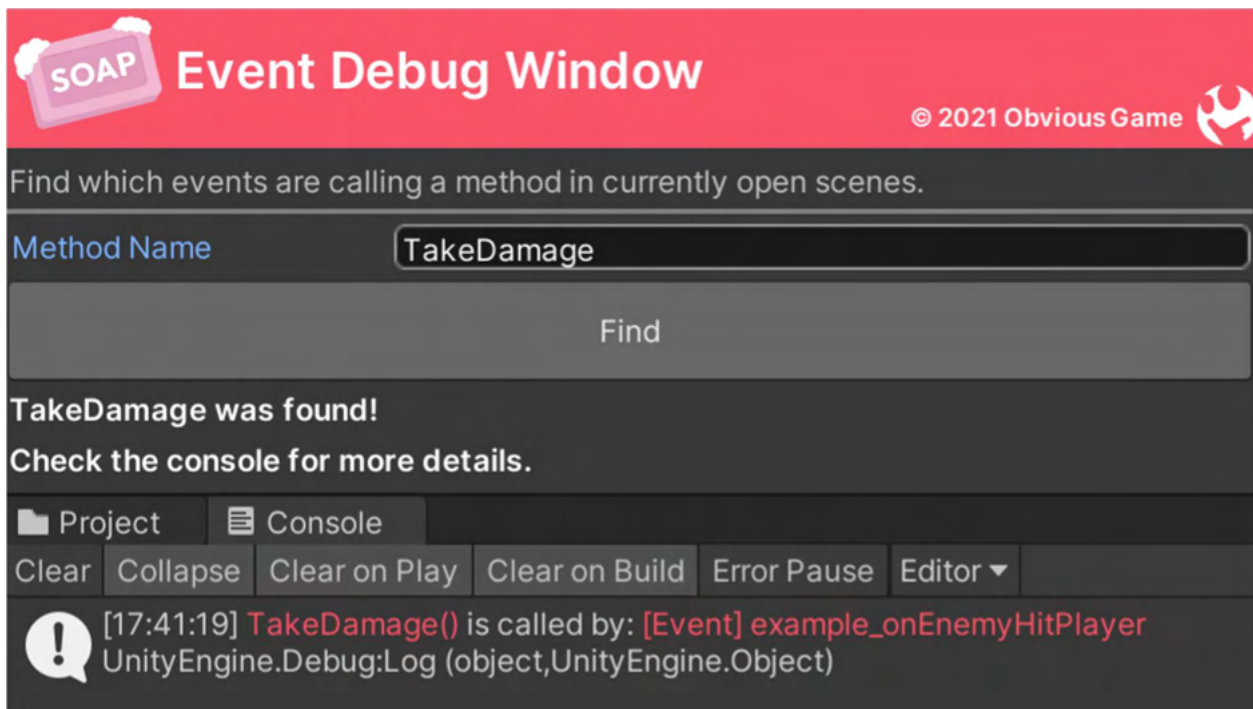 SOAP Event Debug Window
© 2021 Obvious Game
Find which events are calling a method in currently open scenes.
Method Name TakeDamage
Find
TakeDamage was found!
Check the console for more details.
Project Console
Clear Collapse Clear on Play Clear on Build Error Pause Editor
[17:41:19] TakeDamage() is called by: [Event] example_onEnemyHitPlayer
UnityEngine.Debug:Log (object,UnityEngine.Object)